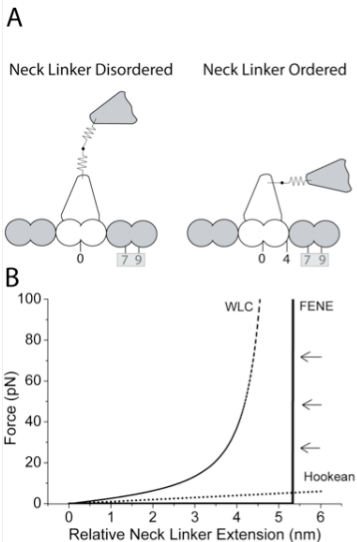 A
Neck Linker Disordered Neck Linker Ordered
0 7 9 0 4 7 9
B
100
80
60
40
20
0
Force (pN)
WLC FENE
Hookean
0 1 2 3 4 5 6
Relative Neck Linker Extension (nm)